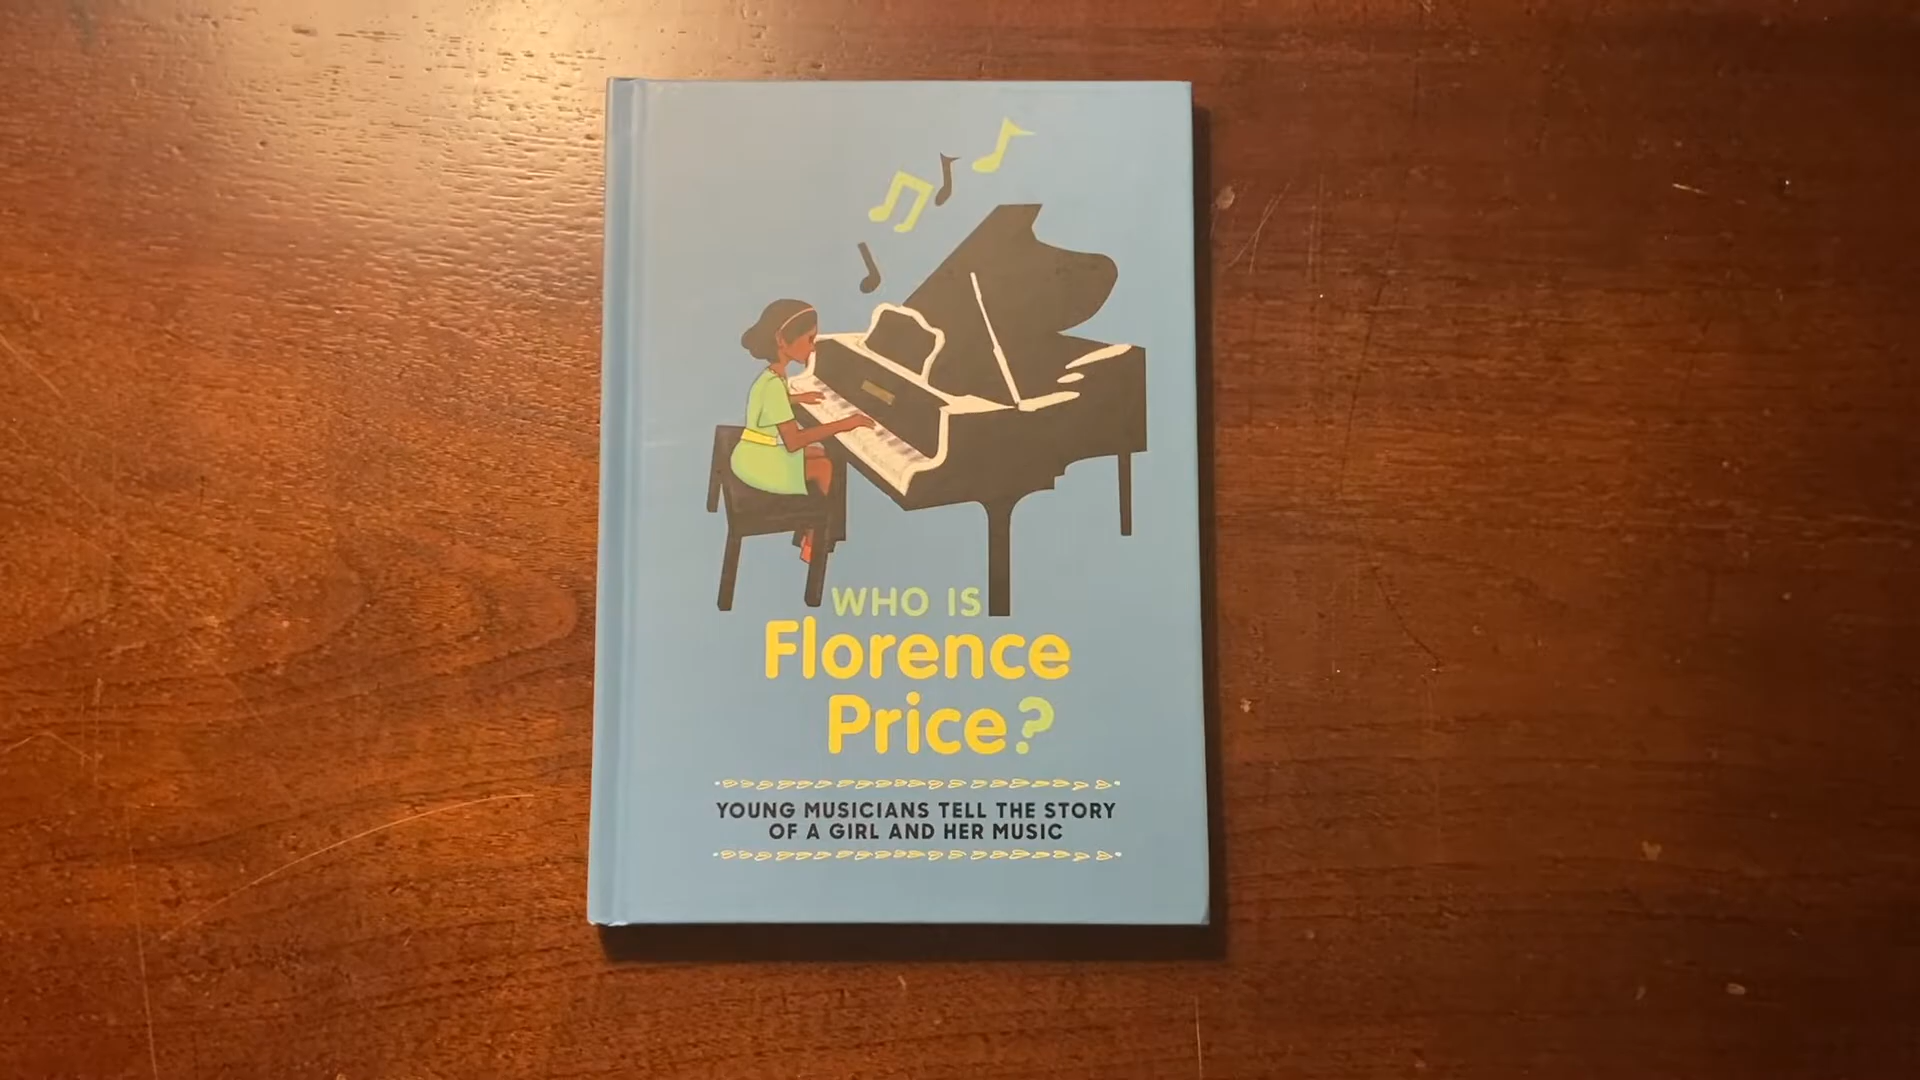 WHO IS
Florence
Price?
YOUNG MUSICIANS TELL THE STORY
OF A GIRL AND HER MUSIC